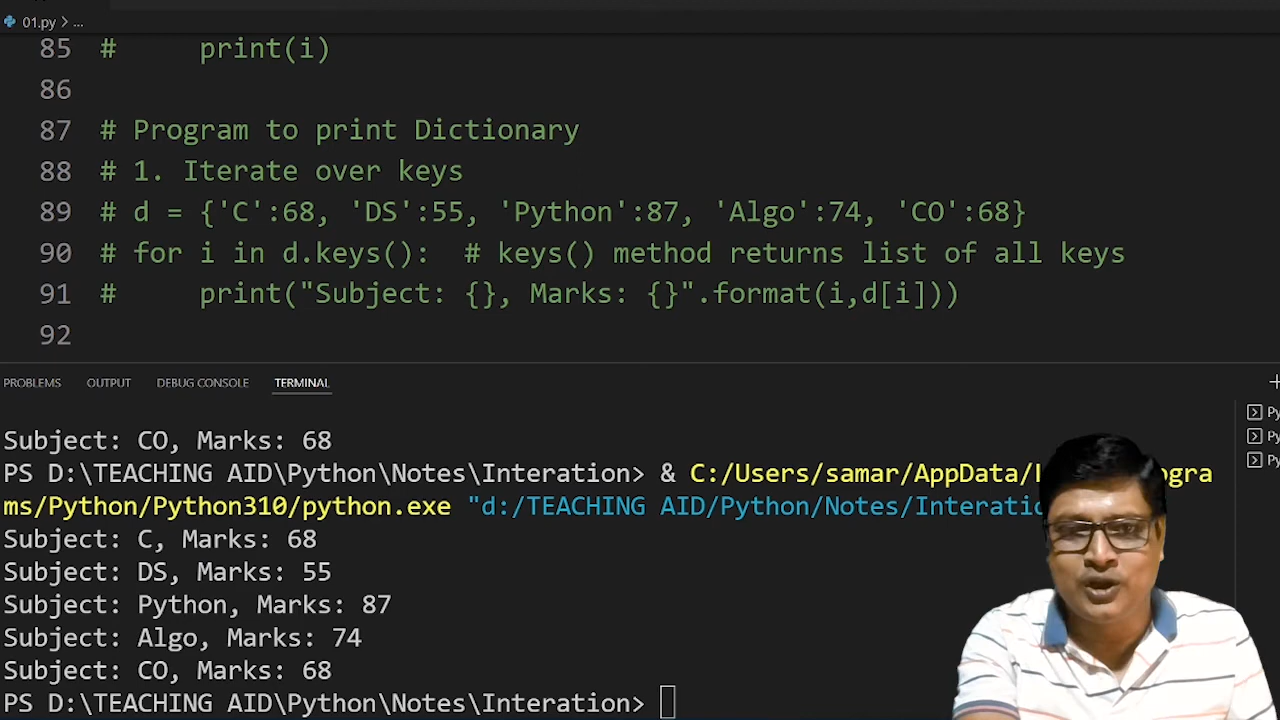 01.py > ...
85 #     print(i)
86
87 # Program to print Dictionary
88 # 1. Iterate over keys
89 # d = {'C':68, 'DS':55, 'Python':87, 'Algo':74, 'CO':68}
90 # for i in d.keys():  # keys() method returns list of all keys
91 #     print("Subject: {}, Marks: {}".format(i,d[i]))
92
PROBLEMS OUTPUT DEBUG CONSOLE TERMINAL
Subject: CO, Marks: 68
PS D:\TEACHING AID\Python\Notes\Interation> & C:/Users/samar/AppData/
ms/Python/Python310/python.exe "d:/TEACHING AID/Python/Notes/Interatio
Subject: C, Marks: 68
Subject: DS, Marks: 55
Subject: Python, Marks: 87
Subject: Algo, Marks: 74
Subject: CO, Marks: 68
PS D:\TEACHING AID\Python\Notes\Interation>
Py
Py
Py